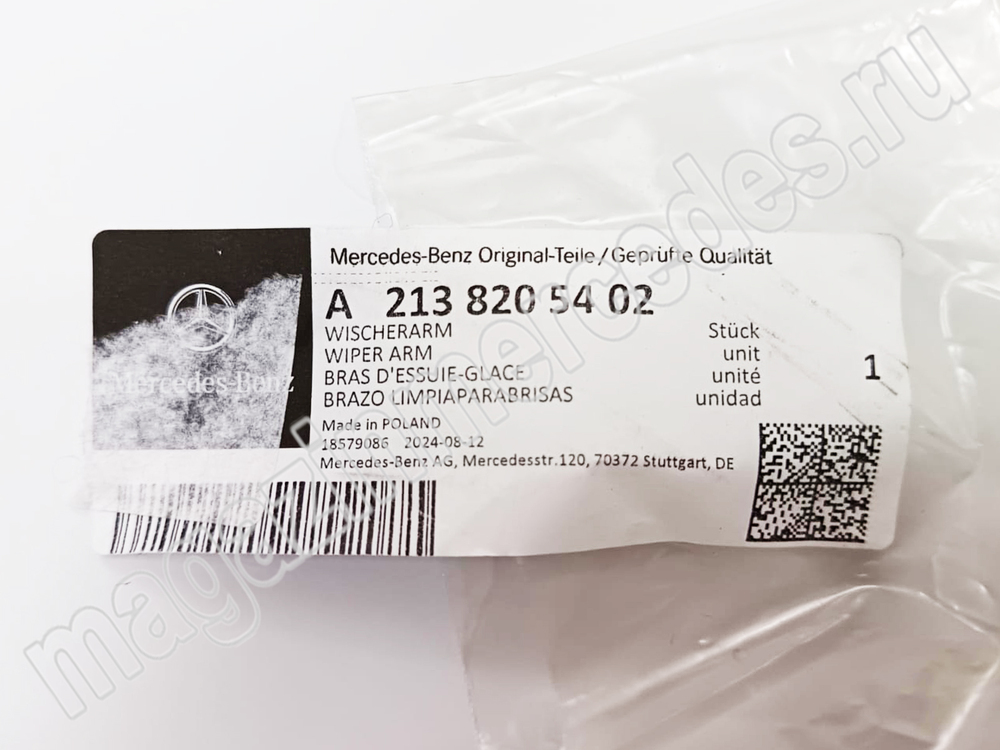 Mercedes-Benz Original-Teile/Geprüfte Qualität
A 213 820 54 02
WISCHERARM Stück
WIPER ARM unit
BRAS D'ESSUIE-GLACE unité 1
BRAZO LIMPIAPARABRISAS unidad
Made in POLAND
18579086 2024-08-12
Mercedes-Benz AG, Mercedesstr.120, 70372 Stuttgart, DE
Mercedes-Benz
magazinmercedes.ru